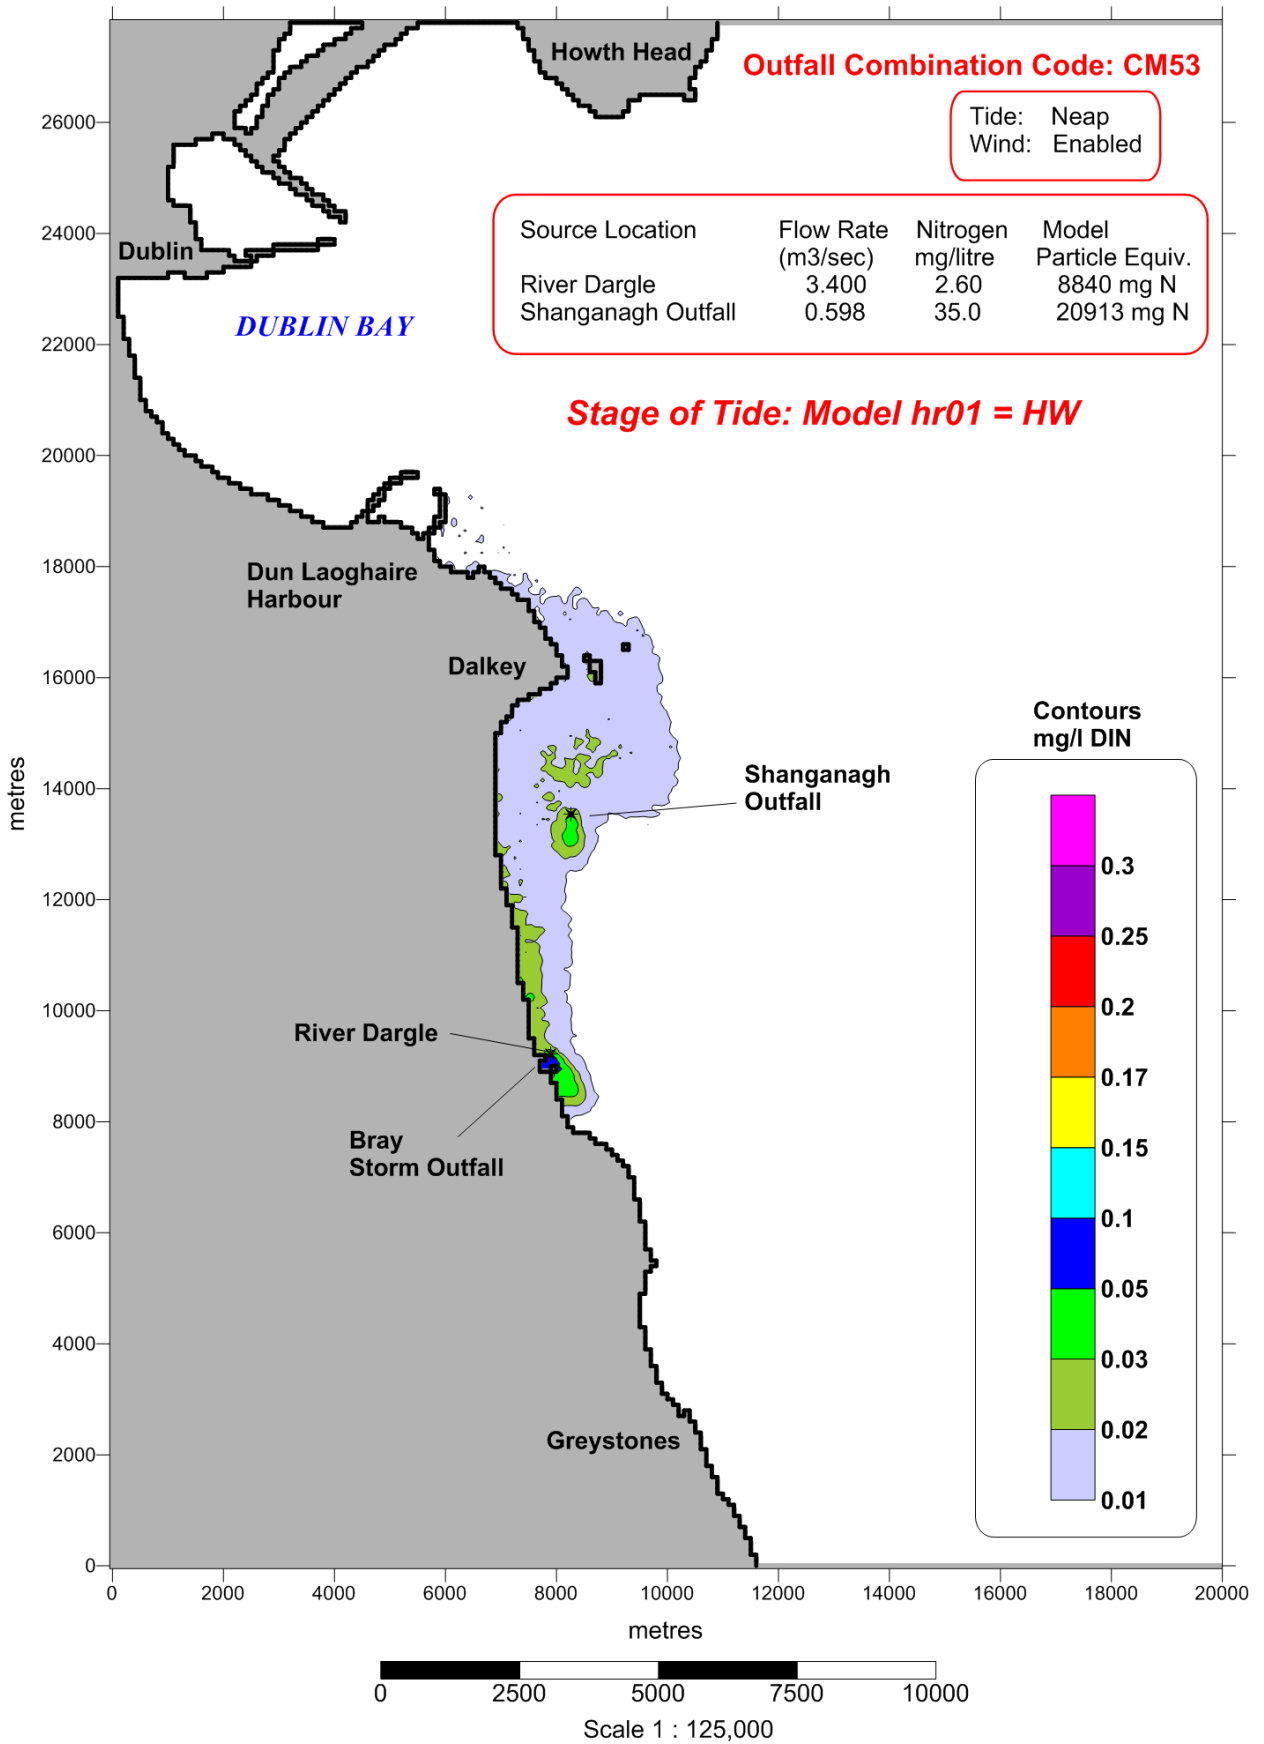 Howth Head
Outfall Combination Code: CM53
Tide: Neap
Wind: Enabled
Source Location Flow Rate Nitrogen Model
(m3/sec) mg/litre Particle Equiv.
River Dargle 3.400 2.60 8840 mg N
Shanganagh Outfall 0.598 35.0 20913 mg N
Dublin
DUBLIN BAY
Stage of Tide: Model hr01 = HW
Dun Laoghaire
Harbour
Dalkey
Shanganagh
Outfall
River Dargle
Bray
Storm Outfall
Greystones
Contours
mg/l DIN
0.3
0.25
0.2
0.17
0.15
0.1
0.05
0.03
0.02
0.01
metres
26000
24000
22000
20000
18000
16000
14000
12000
10000
8000
6000
4000
2000
0
0 2000 4000 6000 8000 10000 12000 14000 16000 18000 20000
metres
0 2500 5000 7500 10000
Scale 1 : 125,000